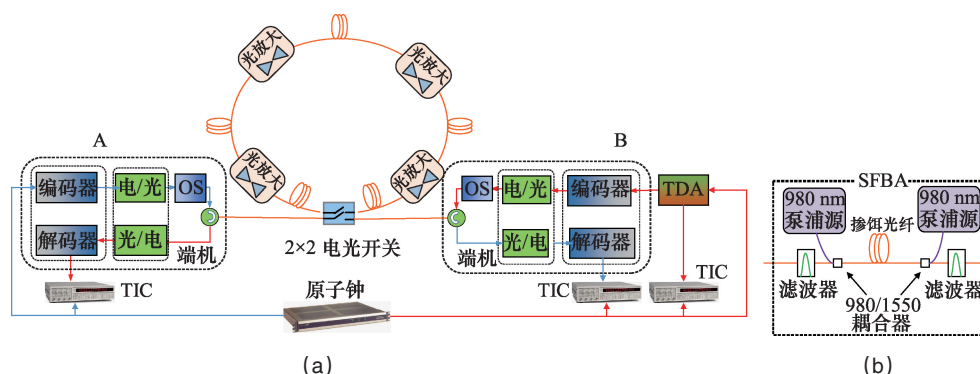 光放大
光放大
光放大
光放大
A
编码器
电/光
OS
解码器
光/电
端机
TIC
2×2 电光开关
原子钟
B
OS
电/光
编码器
TDA
光/电
解码器
端机
TIC
TIC
(a)
SFBA
980 nm
泵浦源
980 nm
泵浦源
掺铒光纤
滤波器
滤波器
980/1550
耦合器
(b)